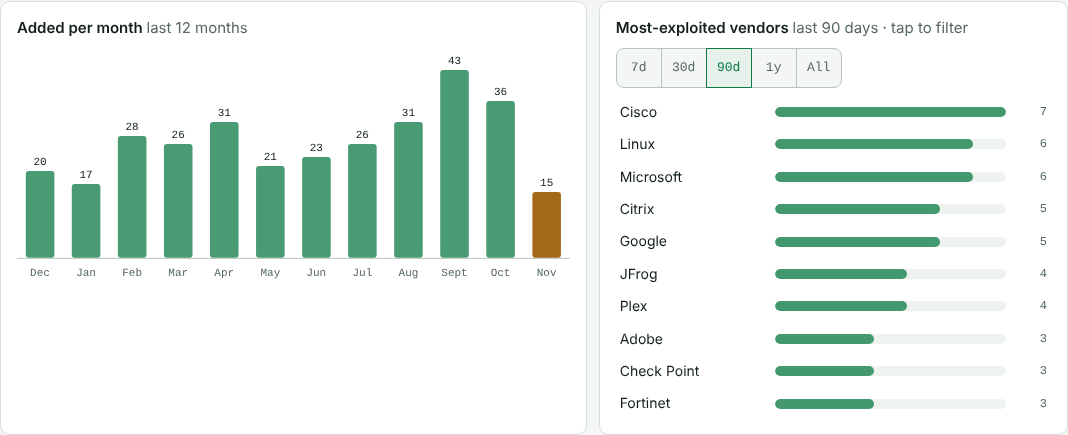 Added per month last 12 months
43
36
31
31
28
26
26
23
21
20
17
15
Dec Jan Feb Mar Apr May Jun Jul Aug Sept Oct Nov
Most-exploited vendors last 90 days · tap to filter
7d 30d 90d 1y All
Cisco 7
Linux 6
Microsoft 6
Citrix 5
Google 5
JFrog 4
Plex 4
Adobe 3
Check Point 3
Fortinet 3